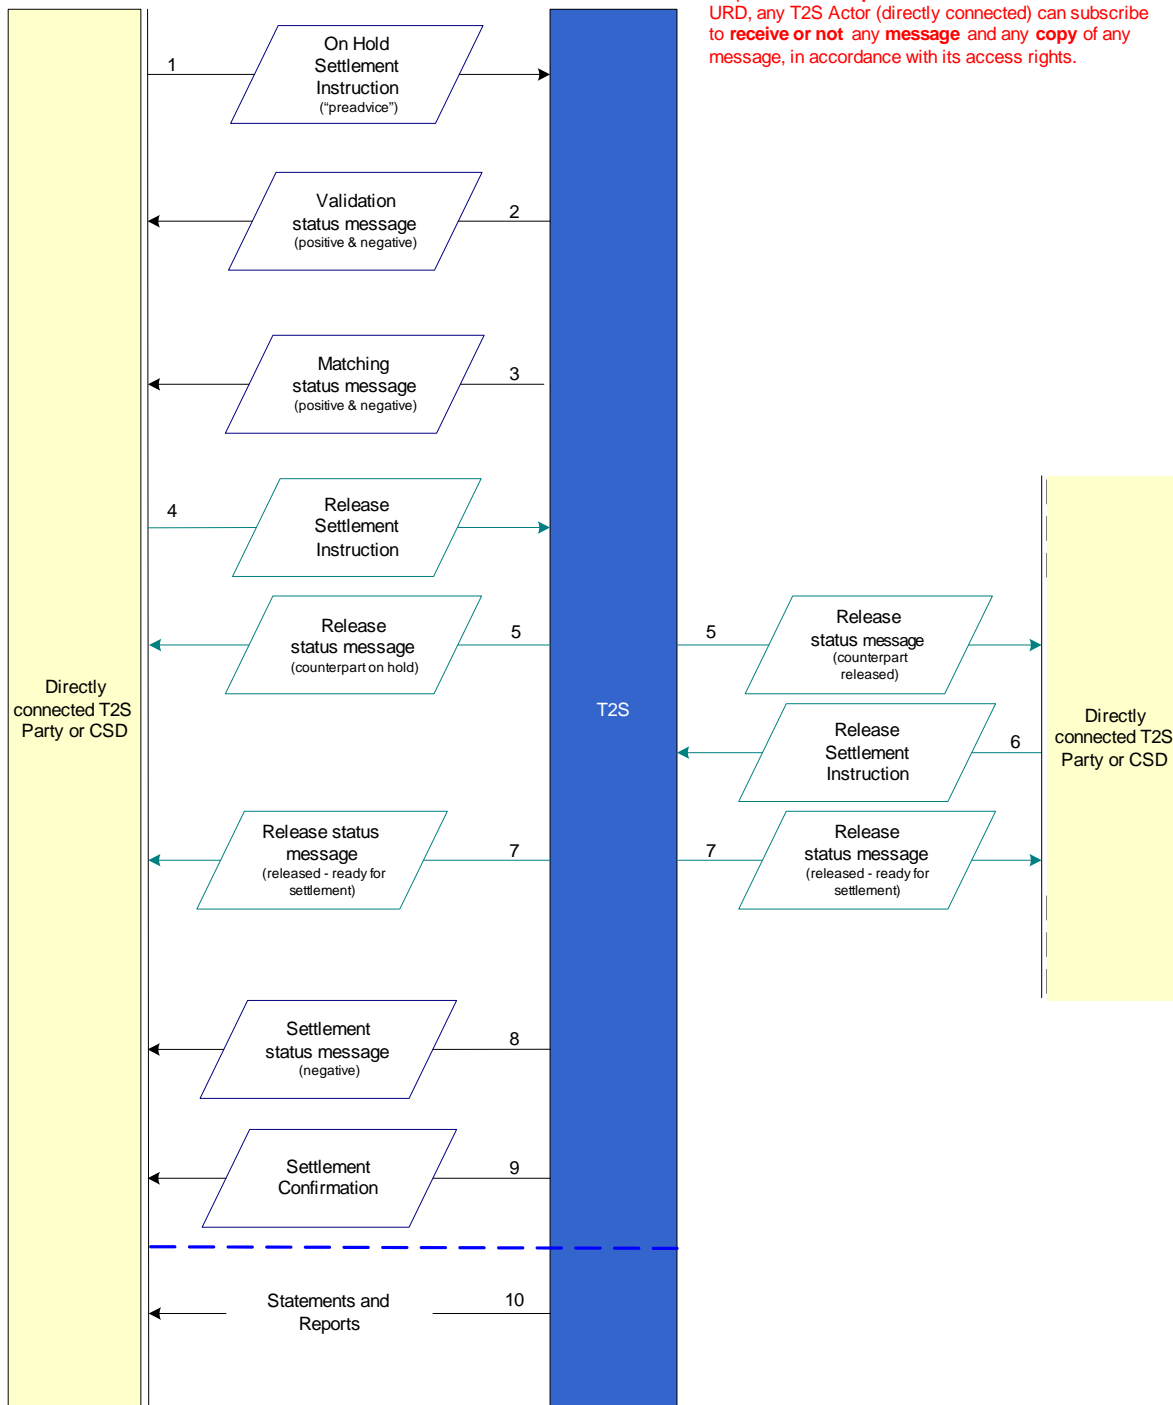 URD, any T2S Actor (directly connected) can subscribe
to receive or not any message and any copy of any
message, in accordance with its access rights.
1
On Hold
Settlement
Instruction
(“preadvice”)
Validation
status message
(positive & negative)
2
Matching
status message
(positive & negative)
3
4
Release
Settlement
Instruction
Release
status message
(counterpart on hold)
5
5
Release
status message
(counterpart
released)
Directly
connected T2S
Party or CSD
T2S
Release
Settlement
Instruction
6
Directly
connected T2S
Party or CSD
Release status
message
(released - ready for
settlement)
7
7
Release
status message
(released - ready for
settlement)
Settlement
status message
(negative)
8
Settlement
Confirmation
9
Statements and
Reports
10